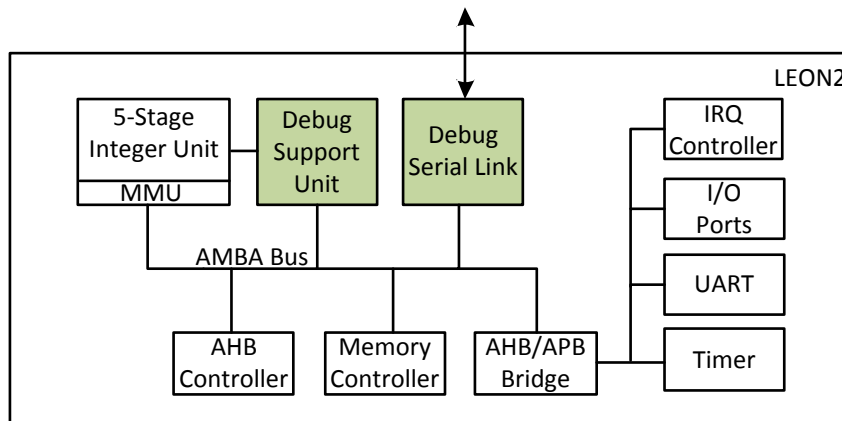 LEON2
5-Stage
Integer Unit
MMU
Debug
Support
Unit
Debug
Serial Link
IRQ
Controller
I/O
Ports
UART
Timer
AMBA Bus
AHB
Controller
Memory
Controller
AHB/APB
Bridge